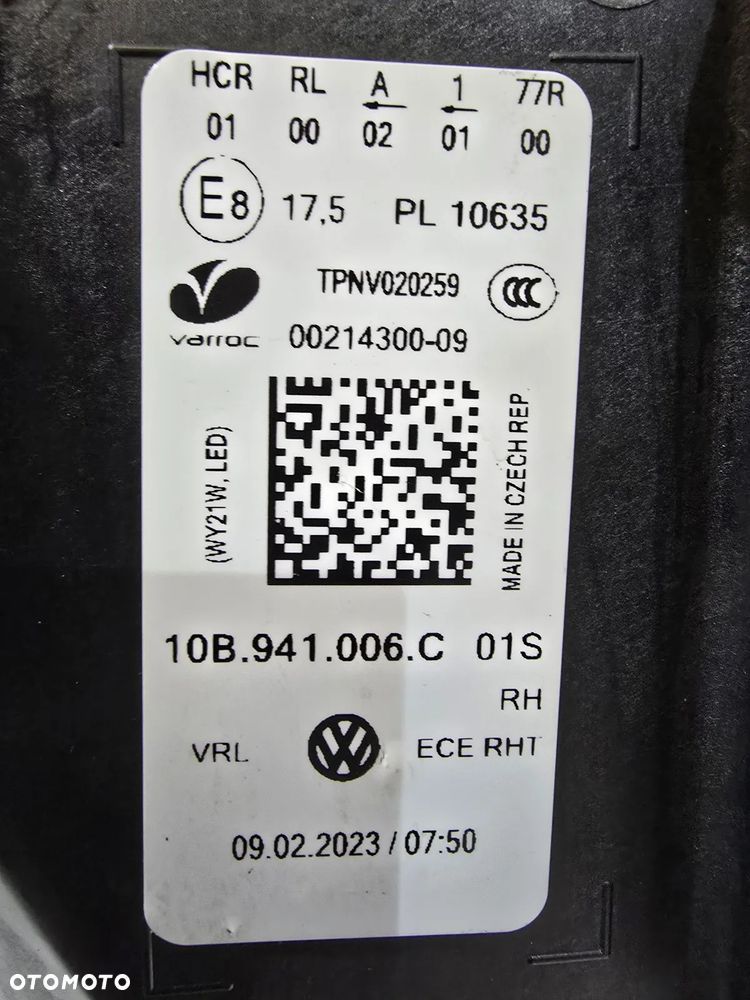 HCR RL A 1 77R
01 00 02 01 00
E8 17,5 PL 10635
TPNV020259 CCC
varroc 00214300-09
(WY21W, LED)
MADE IN CZECH REP.
10B.941.006.C 01S
RH
VRL VW ECE RHT
09.02.2023 / 07:50
OTOMOTO